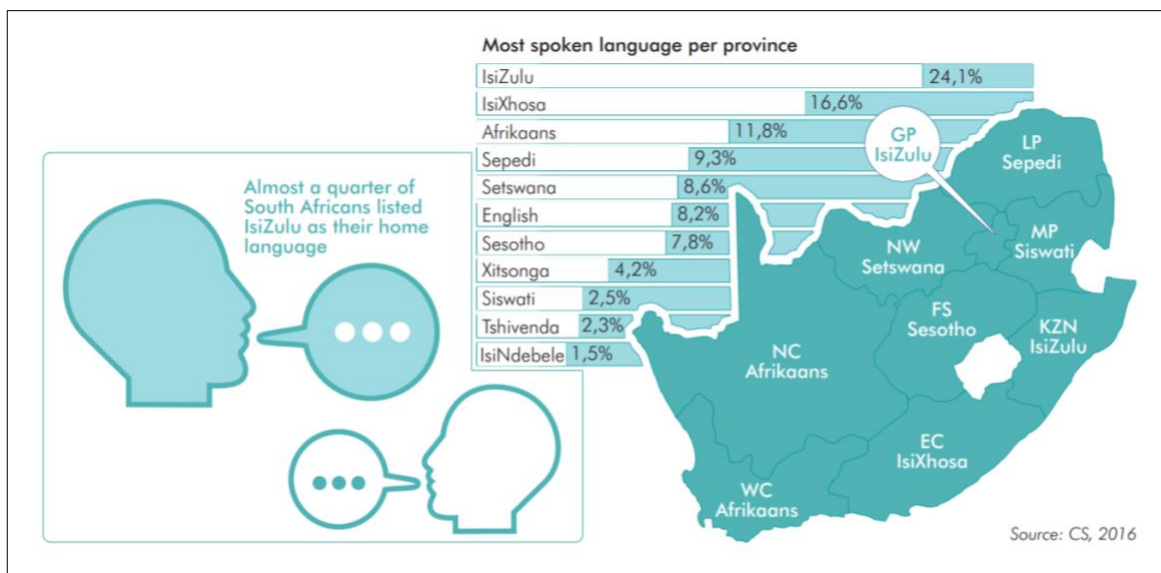 Most spoken language per province
IsiZulu 24,1%
IsiXhosa 16,6%
Afrikaans 11,8%
Sepedi 9,3%
Setswana 8,6%
English 8,2%
Sesotho 7,8%
Xitsonga 4,2%
Siswati 2,5%
Tshivenda 2,3%
IsiNdebele 1,5%
Almost a quarter of
South Africans listed
IsiZulu as their home
language
GP
IsiZulu
LP
Sepedi
MP
Siswati
NW
Setswana
FS
Sesotho
KZN
IsiZulu
NC
Afrikaans
EC
IsiXhosa
WC
Afrikaans
Source: CS, 2016